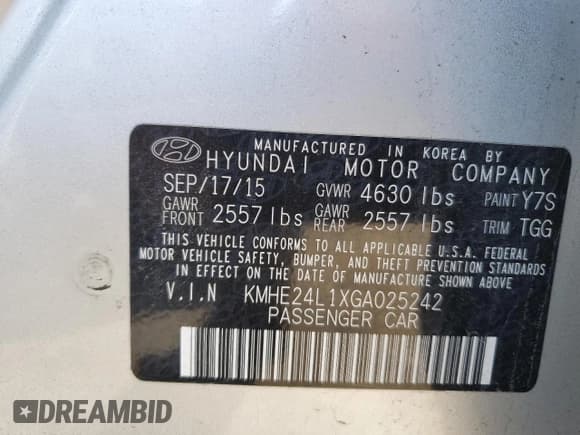 MANUFACTURED IN KOREA BY
HYUNDAI MOTOR COMPANY
SEP/17/15 GVWR 4630 lbs PAINT Y7S
GAWR FRONT 2557 lbs GAWR REAR 2557 lbs TRIM TGG
THIS VEHICLE CONFORMS TO ALL APPLICABLE U.S.A. FEDERAL
MOTOR VEHICLE SAFETY, BUMPER, AND THEFT PREVENTION STANDARDS
IN EFFECT ON THE DATE OF MANUFACTURE SHOWN ABOVE
V.I.N KMHE24L1XGA025242
PASSENGER CAR
DREAMBID